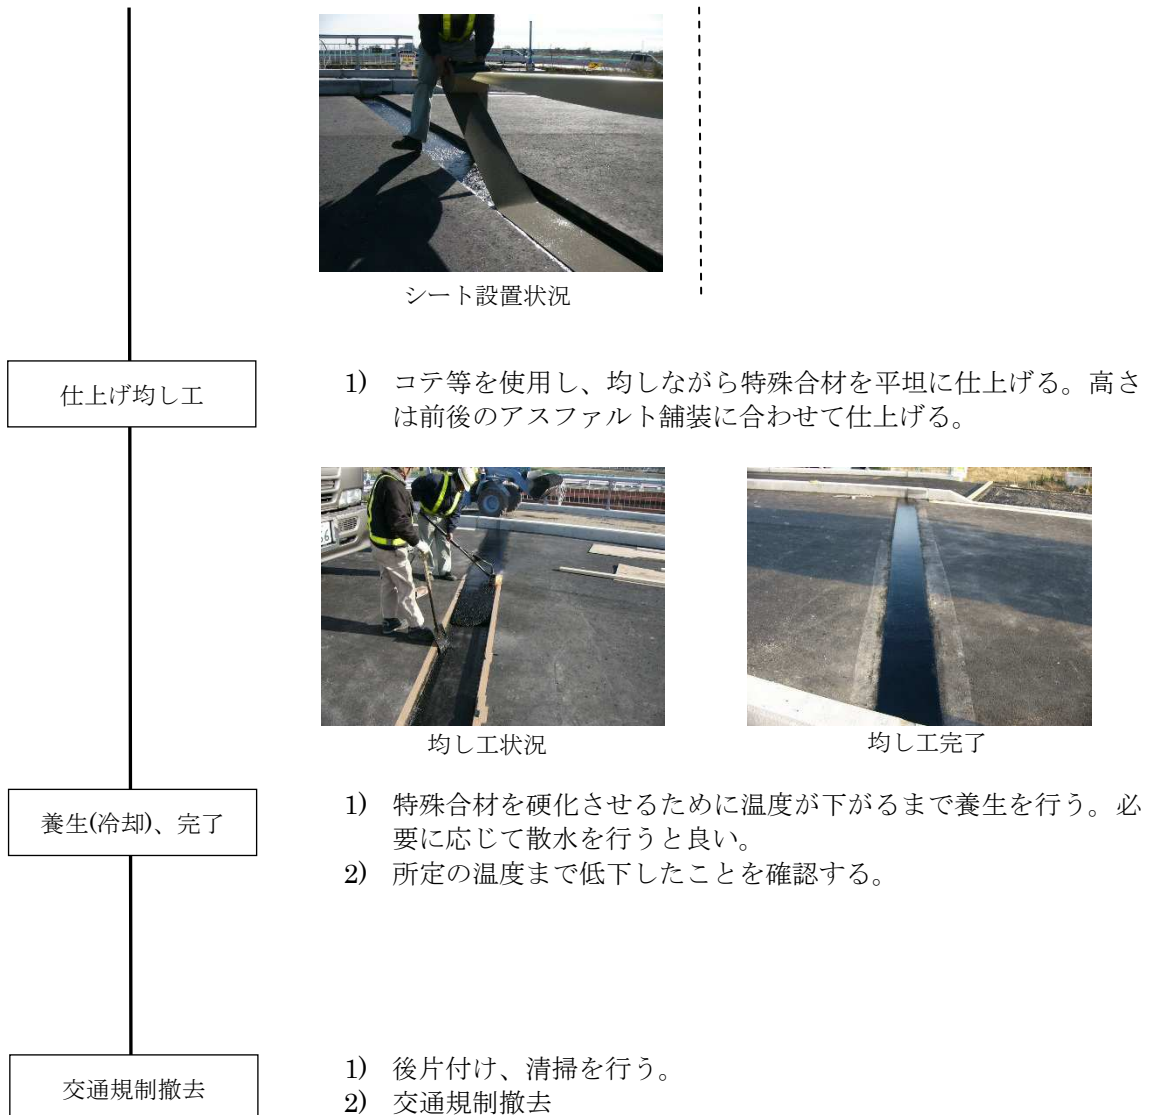 シート設置状況
仕上げ均し工
1) コテ等を使用し、均しながら特殊合材を平坦に仕上げる。高さ
は前後のアスファルト舗装に合わせて仕上げる。
均し工状況
均し工完了
養生(冷却)、完了
1) 特殊合材を硬化させるために温度が下がるまで養生を行う。必
要に応じて散水を行うと良い。
2) 所定の温度まで低下したことを確認する。
交通規制撤去
1) 後片付け、清掃を行う。
2) 交通規制撤去